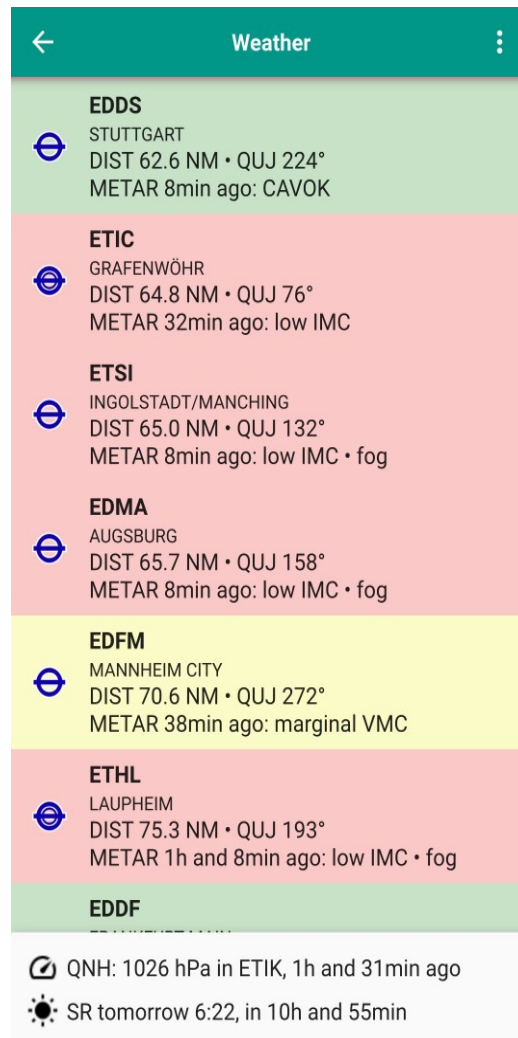 Weather
EDDS
STUTTGART
DIST 62.6 NM • QUJ 224°
METAR 8min ago: CAVOK
ETIC
GRAFENWÖHR
DIST 64.8 NM • QUJ 76°
METAR 32min ago: low IMC
ETSI
INGOLSTADT/MANCHING
DIST 65.0 NM • QUJ 132°
METAR 8min ago: low IMC • fog
EDMA
AUGSBURG
DIST 65.7 NM • QUJ 158°
METAR 8min ago: low IMC • fog
EDFM
MANNHEIM CITY
DIST 70.6 NM • QUJ 272°
METAR 38min ago: marginal VMC
ETHL
LAUPHEIM
DIST 75.3 NM • QUJ 193°
METAR 1h and 8min ago: low IMC • fog
EDDF
QNH: 1026 hPa in ETIK, 1h and 31min ago
SR tomorrow 6:22, in 10h and 55min